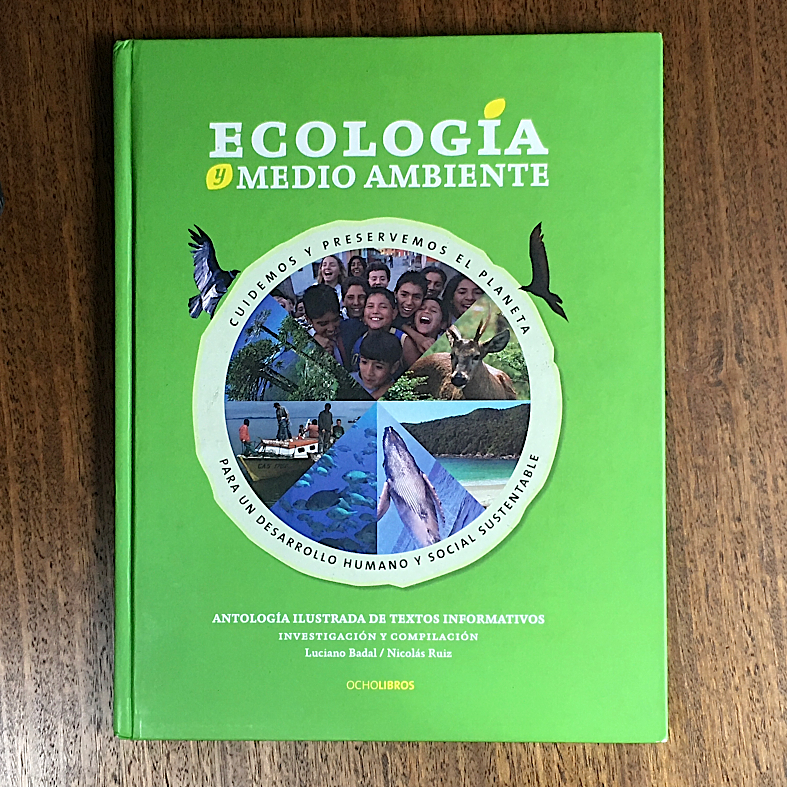 ECOLOGÍA
y MEDIO AMBIENTE
CUIDEMOS Y PRESERVEMOS EL PLANETA
PARA UN DESARROLLO HUMANO Y SOCIAL SUSTENTABLE
ANTOLOGÍA ILUSTRADA DE TEXTOS INFORMATIVOS
INVESTIGACIÓN Y COMPILACIÓN
Luciano Badal / Nicolás Ruiz
OCHOLIBROS